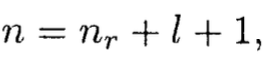 n = n_r + l + 1,